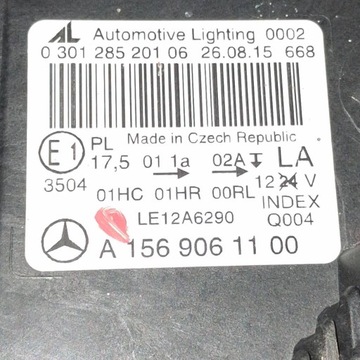 AL Automotive Lighting 0002
0 301 285 201 06 26.08.15 668
Made in Czech Republic
E1 PL 17,5 01 1a 02A LA
3504 01HC 01HR 00RL 12 24 V
LE12A6290 INDEX Q004
A 156 906 11 00